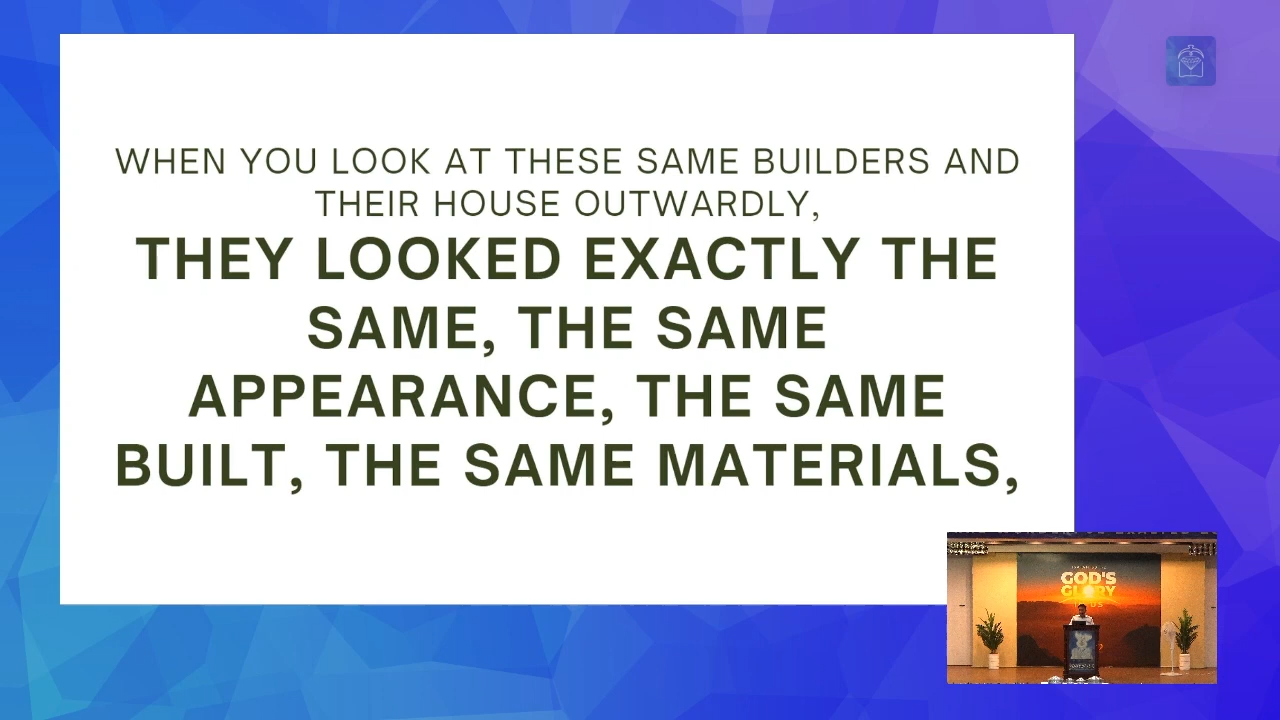 WHEN YOU LOOK AT THESE SAME BUILDERS AND
THEIR HOUSE OUTWARDLY,
THEY LOOKED EXACTLY THE
SAME, THE SAME
APPEARANCE, THE SAME
BUILT, THE SAME MATERIALS,
GOD'S
GLORY